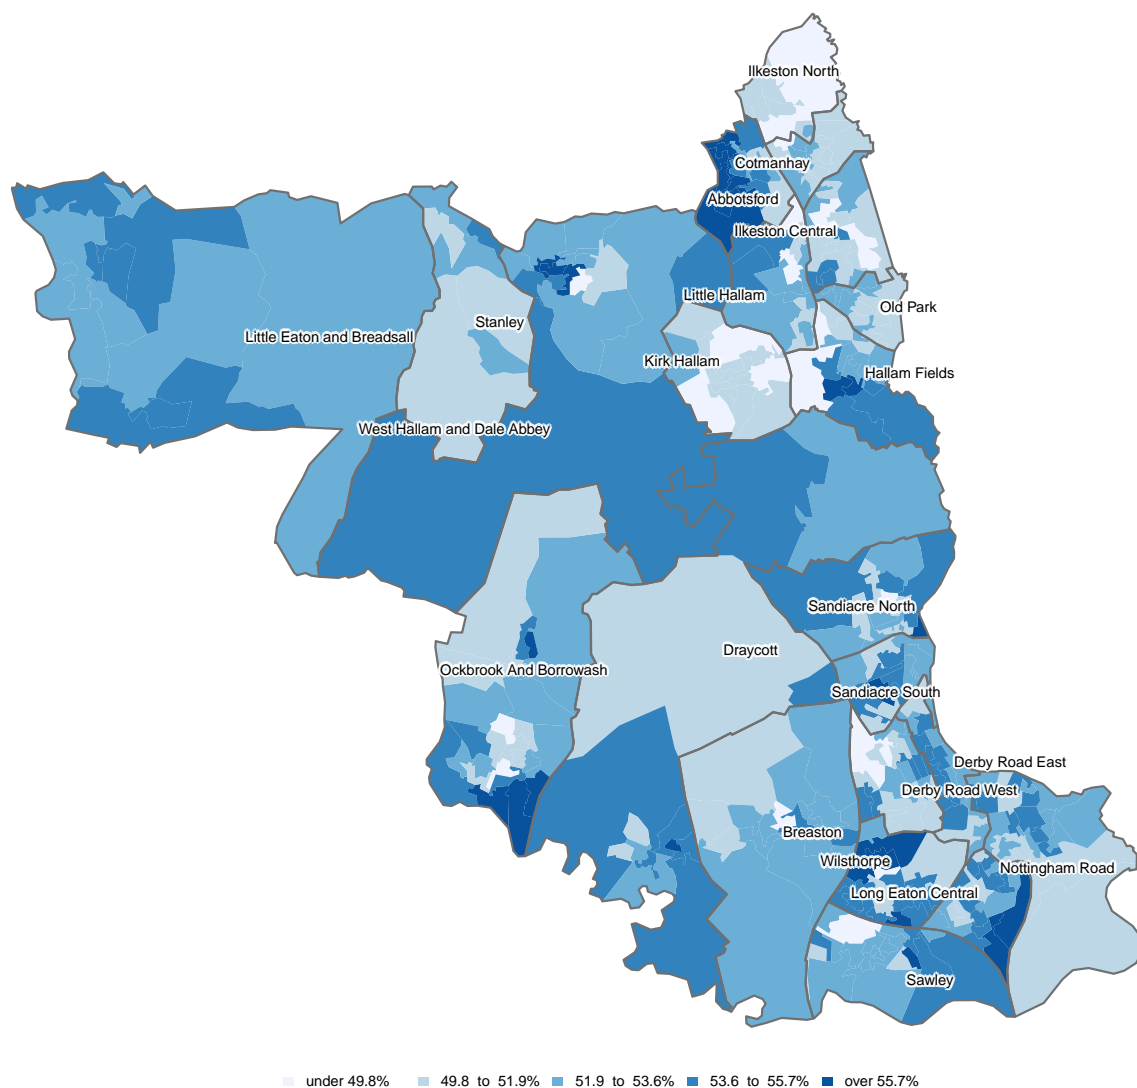 Ilkeston North
Cotmanhay
Abbotsford
Ilkeston Central
Little Hallam
Old Park
Stanley
Little Eaton and Breadsall
Kirk Hallam
Hallam Fields
West Hallam and Dale Abbey
Sandiacre North
Draycott
Ockbrook And Borrowash
Sandiacre South
Derby Road East
Derby Road West
Breaston
Wilsthorpe
Nottingham Road
Long Eaton Central
Sawley
under 49.8% 49.8 to 51.9% 51.9 to 53.6% 53.6 to 55.7% over 55.7%